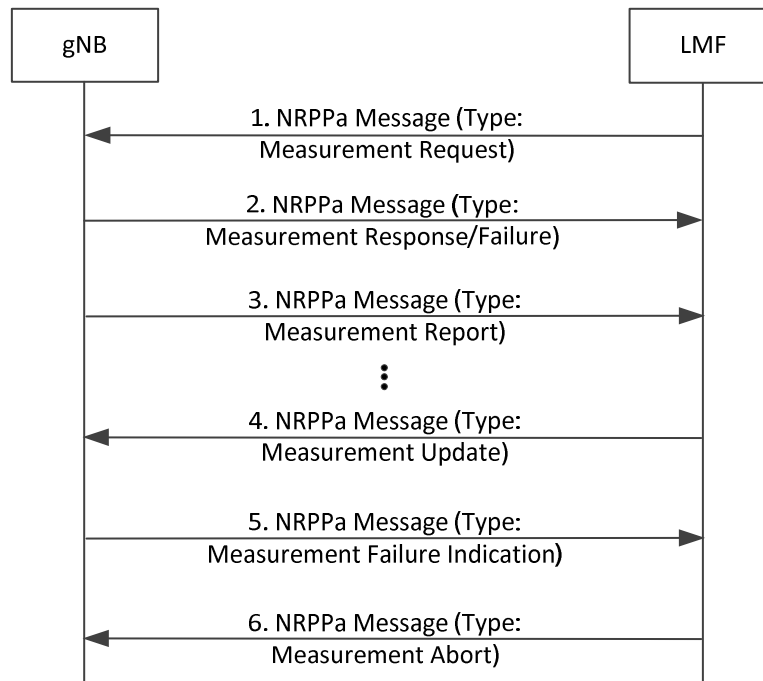 gNB
LMF
1. NRPPa Message (Type:
Measurement Request)
2. NRPPa Message (Type:
Measurement Response/Failure)
3. NRPPa Message (Type:
Measurement Report)
4. NRPPa Message (Type:
Measurement Update)
5. NRPPa Message (Type:
Measurement Failure Indication)
6. NRPPa Message (Type:
Measurement Abort)